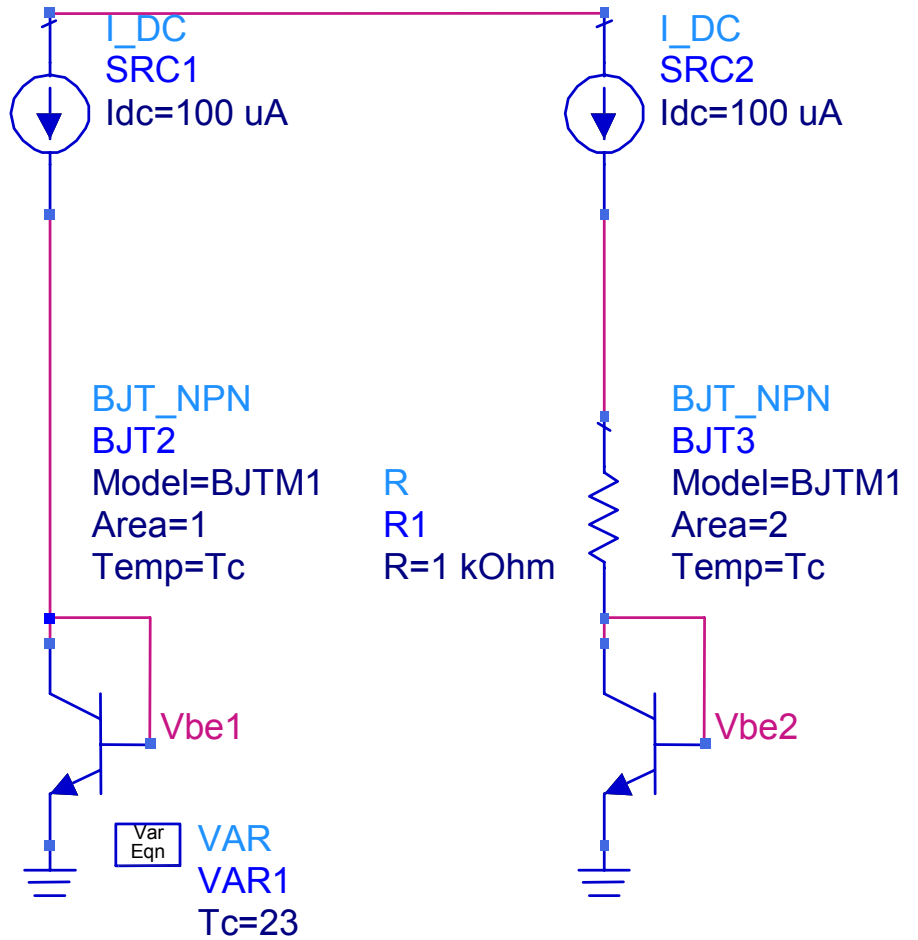 I_DC
SRC1
Idc=100 uA
I_DC
SRC2
Idc=100 uA
BJT_NPN
BJT2
Model=BJTM1
Area=1
Temp=Tc
R
R1
R=1 kOhm
BJT_NPN
BJT3
Model=BJTM1
Area=2
Temp=Tc
Vbe1
Vbe2
Var
Eqn
VAR
VAR1
Tc=23